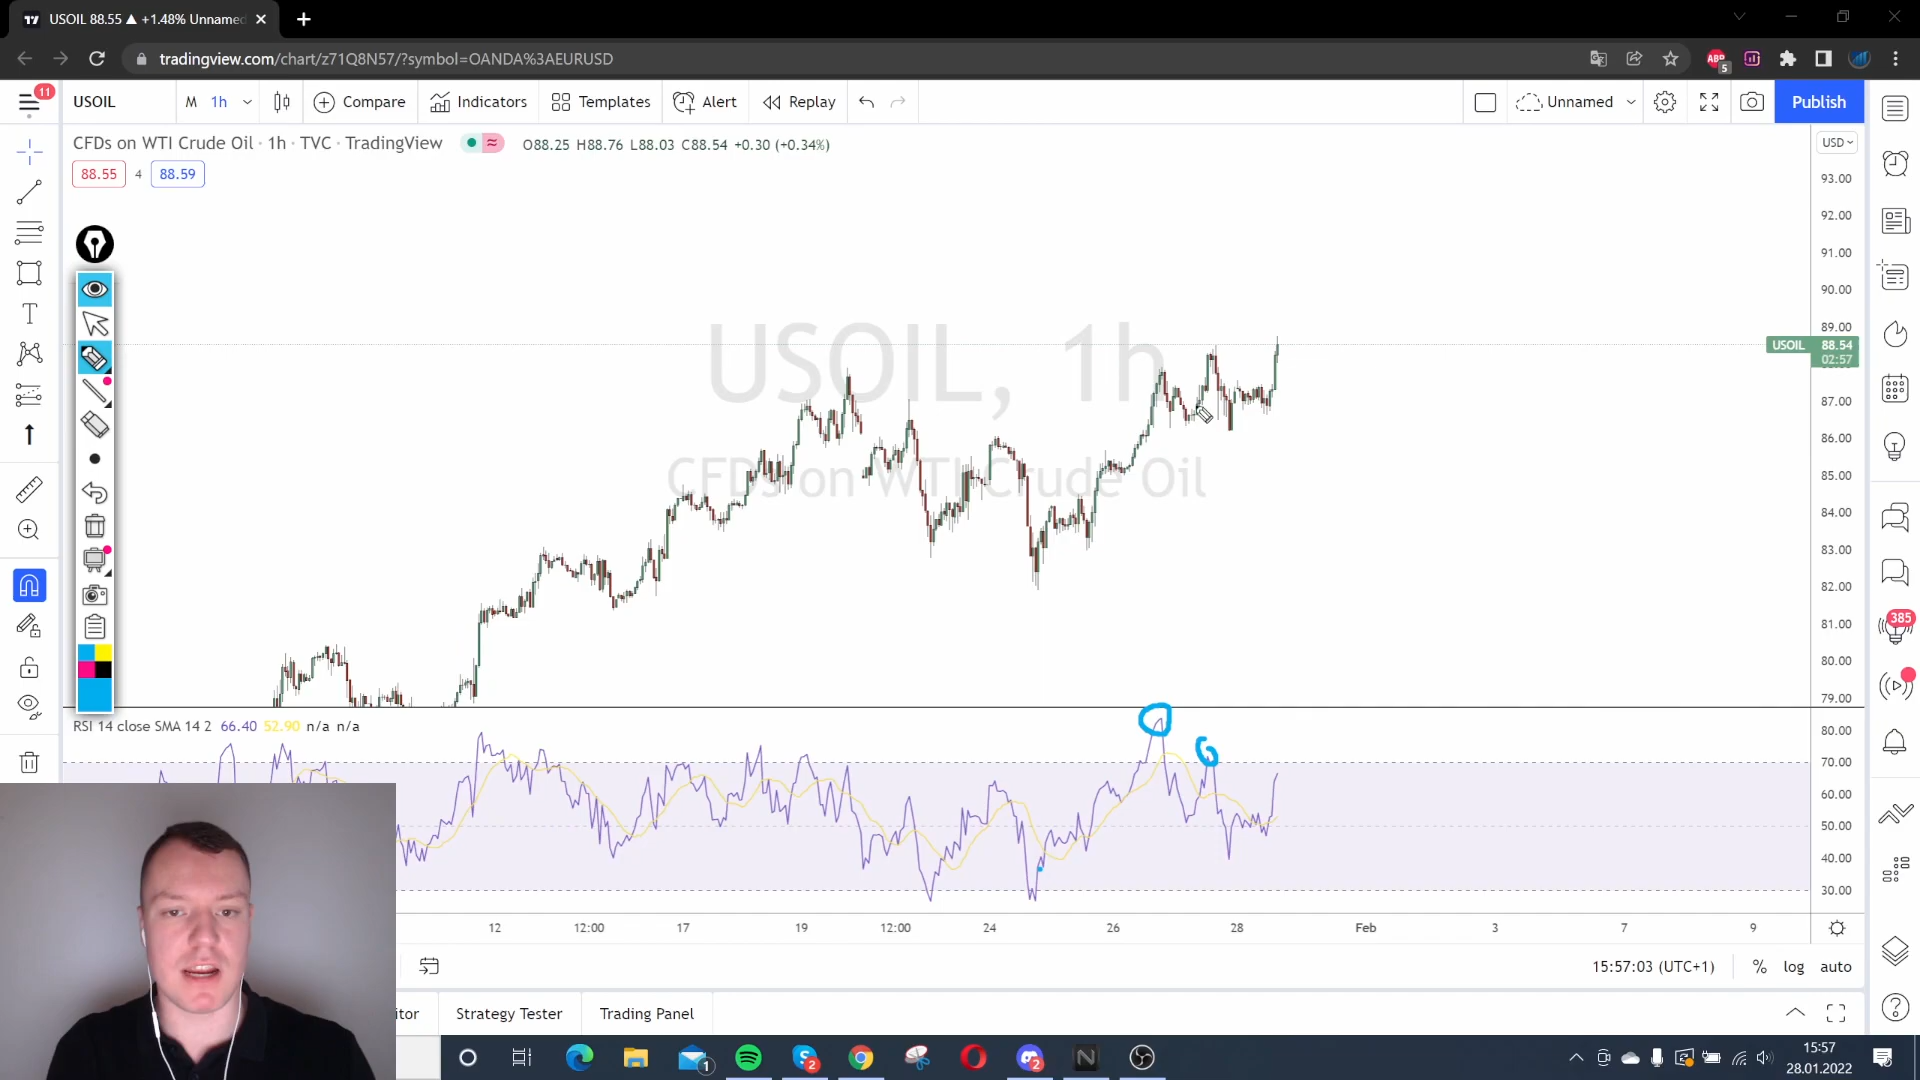 USOIL 88.55 ▲ +1.48% Unnamed
tradingview.com/chart/z71Q8N57/?symbol=OANDA%3AEURUSD
ABP
5
11
USOIL
M 1h
Compare
Indicators
Templates
Alert
Replay
Unnamed
Publish
CFDs on WTI Crude Oil · 1h · TVC · TradingView
O88.25 H88.76 L88.03 C88.54 +0.30 (+0.34%)
USD
88.55 4 88.59
93.00
92.00
91.00
90.00
89.00
USOIL 88.54
02:57
87.00
86.00
85.00
84.00
83.00
82.00
81.00
80.00
79.00
USOIL, 1h
CFDs on WTI Crude Oil
T
385
RSI 14 close SMA 14 2 66.40 52.90 n/a n/a
80.00
70.00
60.00
50.00
40.00
30.00
12 12:00 17 19 12:00 24 26 28 Feb 3 7 9
15:57:03 (UTC+1) % log auto
itor Strategy Tester Trading Panel
1
2
2
N
15:57
28.01.2022